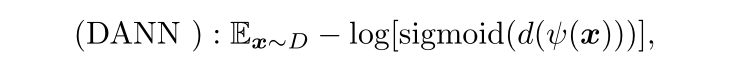 (DANN ) : 𝔼_{𝒙∼D} − log[sigmoid(d(ψ(𝒙)))],